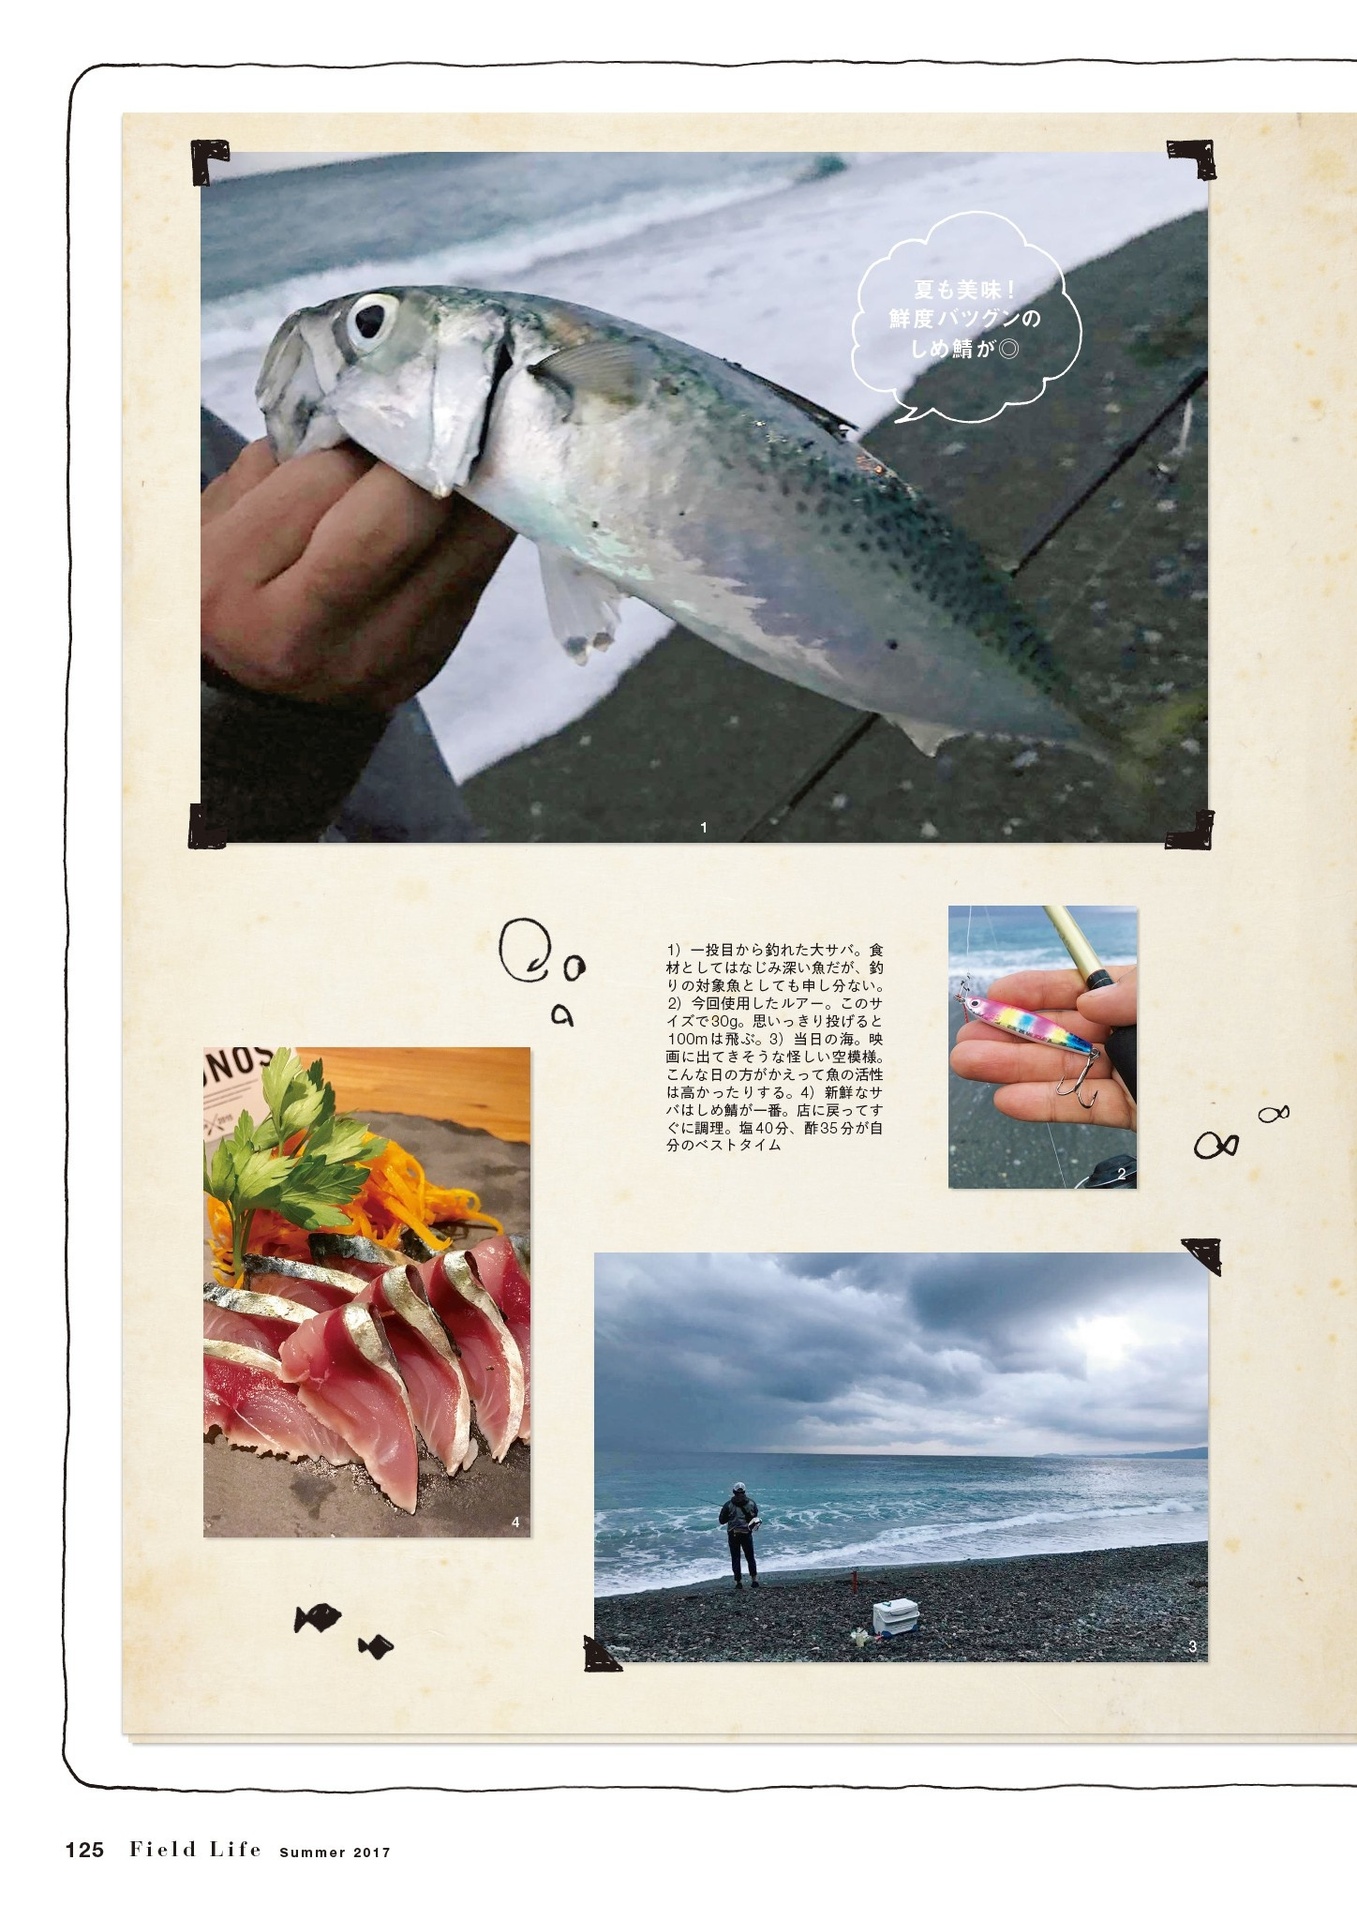 夏も美味！
鮮度バツグンの
しめ鯖が◎
1
1）一投目から釣れた大サバ。食
材としてはなじみ深い魚だが、釣
りの対象魚としても申し分ない。
2）今回使用したルアー。このサ
イズで30g。思いっきり投げると
100mは飛ぶ。3）当日の海。映
画に出てきそうな怪しい空模様。
こんな日の方がかえって魚の活性
は高かったりする。4）新鮮なサ
バはしめ鯖が一番。店に戻ってす
ぐに調理。塩40分、酢35分が自
分のベストタイム
2
4
3
125 Field Life Summer 2017